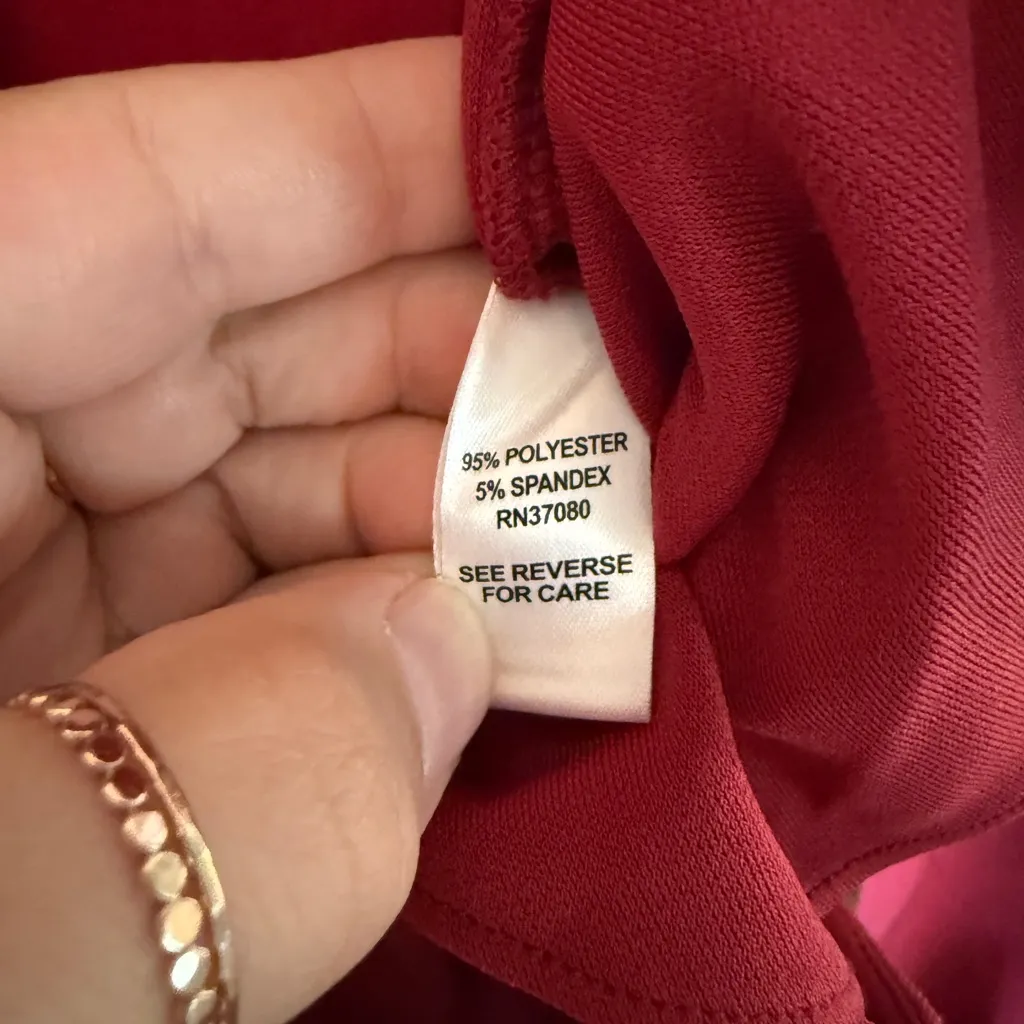 95% POLYESTER
5% SPANDEX
RN37080
SEE REVERSE
FOR CARE